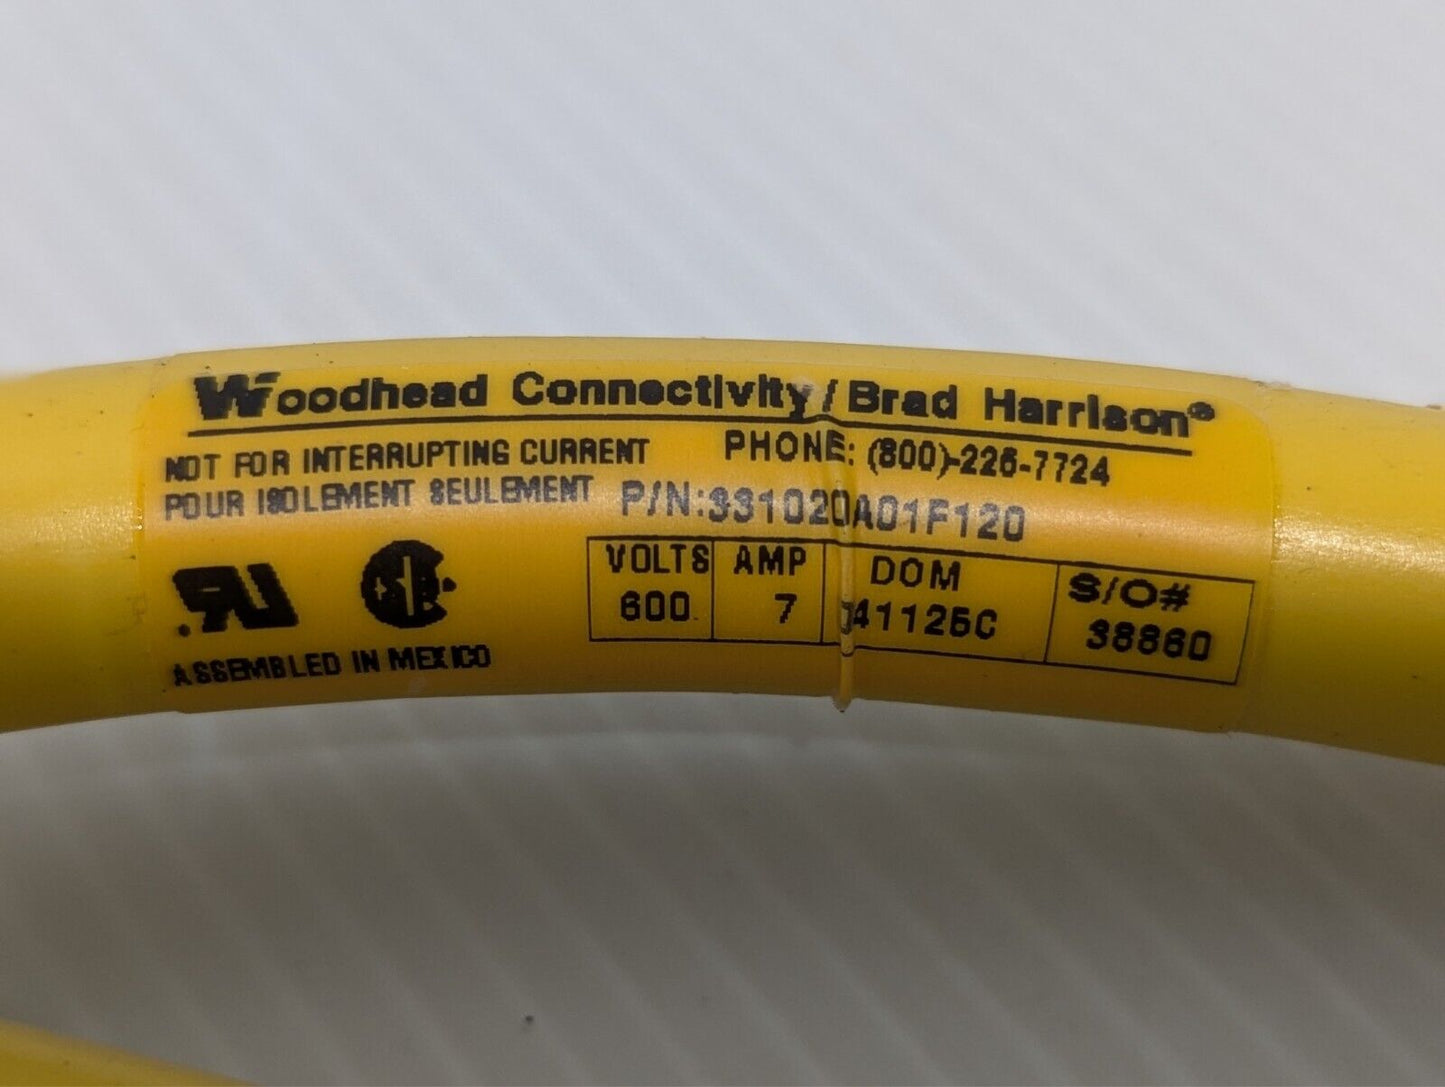 Woodhead Connectivity / Brad Harrison®
NOT FOR INTERRUPTING CURRENT PHONE: (800)-226-7724
POUR ISOLEMENT SEULEMENT P/N:331020A01F120
VOLTS AMP DOM S/O#
600 7 041125C 38860
ASSEMBLED IN MEXICO